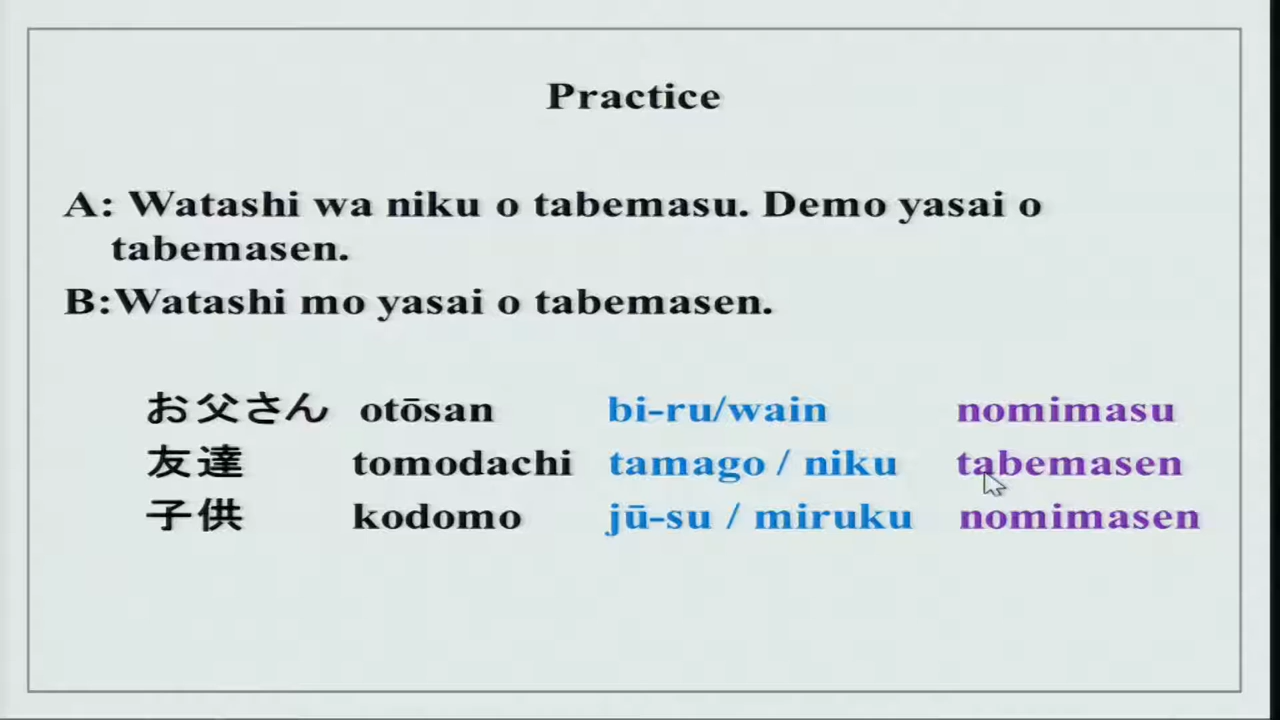 Practice
A: Watashi wa niku o tabemasu. Demo yasai o
tabemasen.
B:Watashi mo yasai o tabemasen.
お父さん otōsan bi-ru/wain nomimasu
友達 tomodachi tamago / niku tabemasen
子供 kodomo jū-su / miruku nomimasen